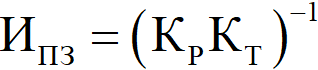 И_ПЗ = (К_Р К_Т)^-1